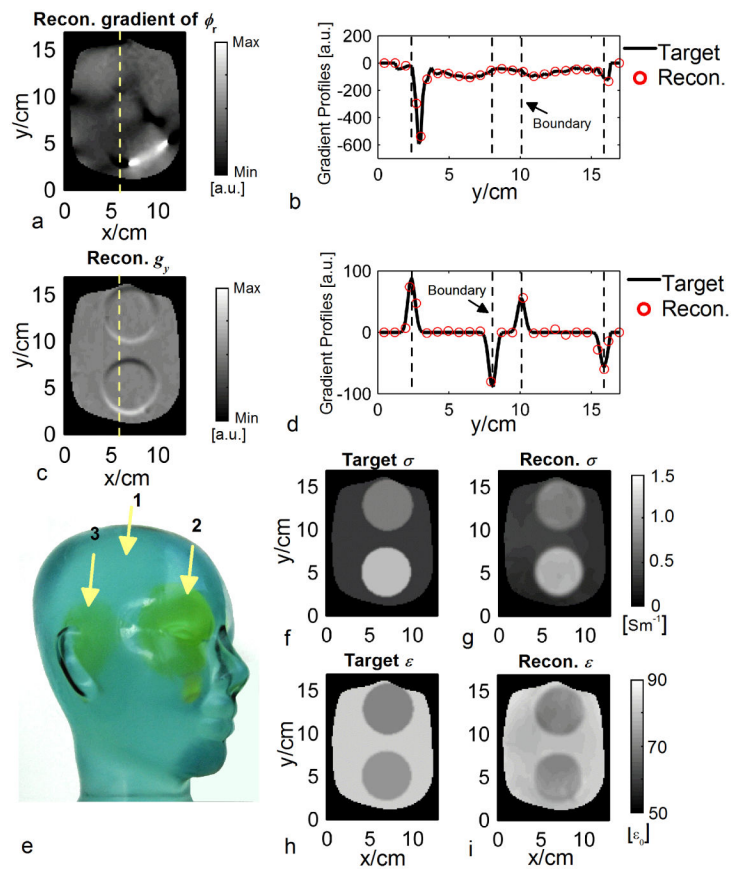 Recon. gradient of ϕr
Max
Min
[a.u.]
15
10
5
0
y/cm
0 5 10
x/cm
a
200
0
-200
-400
-600
Gradient Profiles [a.u.]
0 5 10 15
y/cm
Boundary
Target
Recon.
b
Recon. gy
Max
Min
[a.u.]
15
10
5
0
y/cm
0 5 10
x/cm
c
100
0
-100
Gradient Profiles [a.u.]
0 5 10 15
y/cm
Boundary
Target
Recon.
d
1
2
3
e
Target σ
15
10
5
0
y/cm
0 5 10
f
Recon. σ
15
10
5
0
0 5 10
g
1.5
1.0
0.5
0
[Sm⁻¹]
Target ε
15
10
5
0
y/cm
0 5 10
x/cm
h
Recon. ε
15
10
5
0
0 5 10
x/cm
i
90
70
50
[ε0]